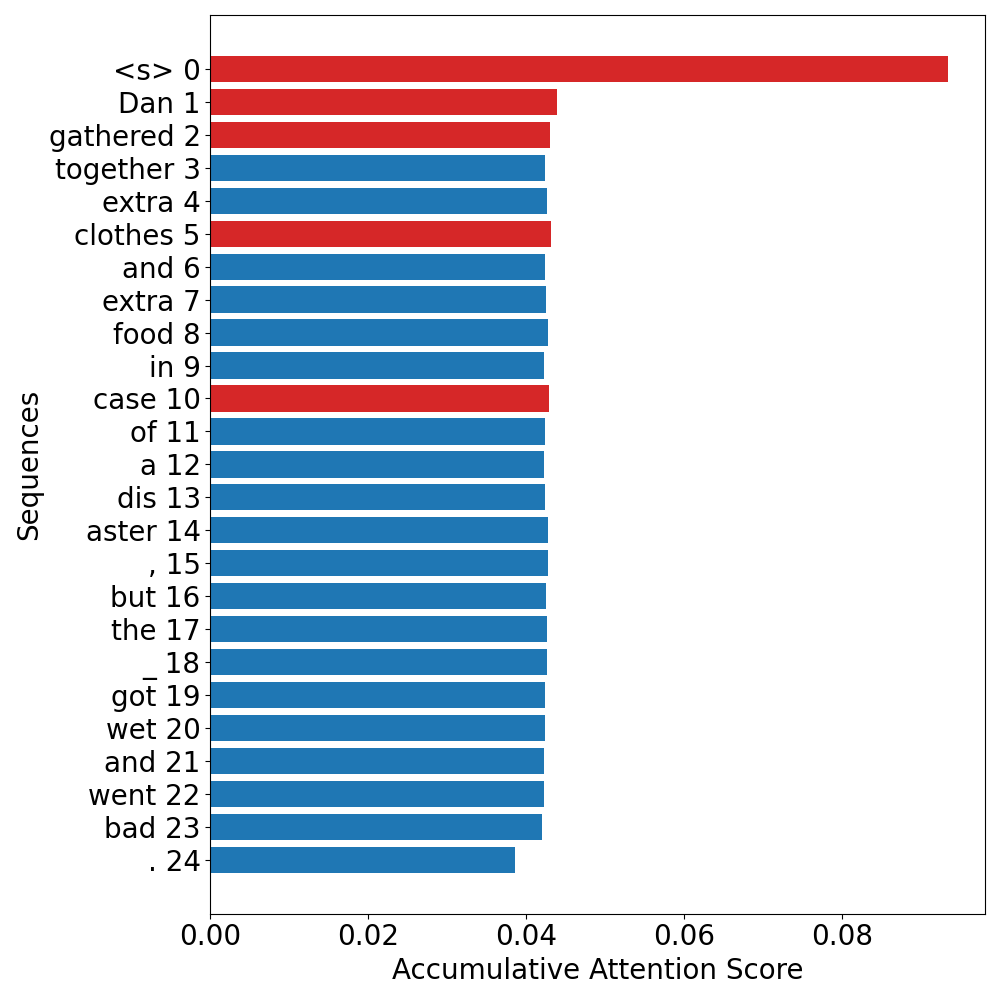 <s> 0
Dan 1
gathered 2
together 3
extra 4
clothes 5
and 6
extra 7
food 8
in 9
case 10
of 11
a 12
dis 13
aster 14
, 15
but 16
the 17
_ 18
got 19
wet 20
and 21
went 22
bad 23
. 24
Sequences
0.00 0.02 0.04 0.06 0.08
Accumulative Attention Score